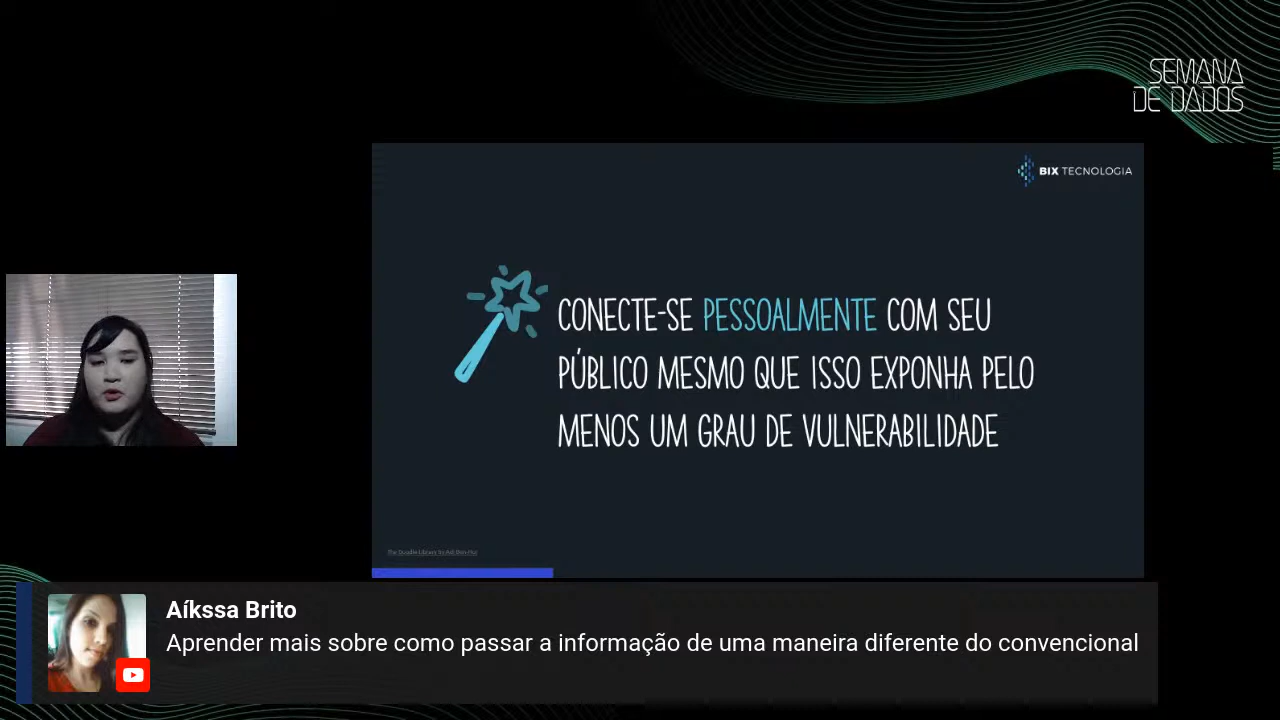 SEMANA
DE DADOS
BIX TECNOLOGIA
CONECTE-SE PESSOALMENTE COM SEU
PÚBLICO MESMO QUE ISSO EXPONHA PELO
MENOS UM GRAU DE VULNERABILIDADE
Aíkssa Brito
Aprender mais sobre como passar a informação de uma maneira diferente do convencional